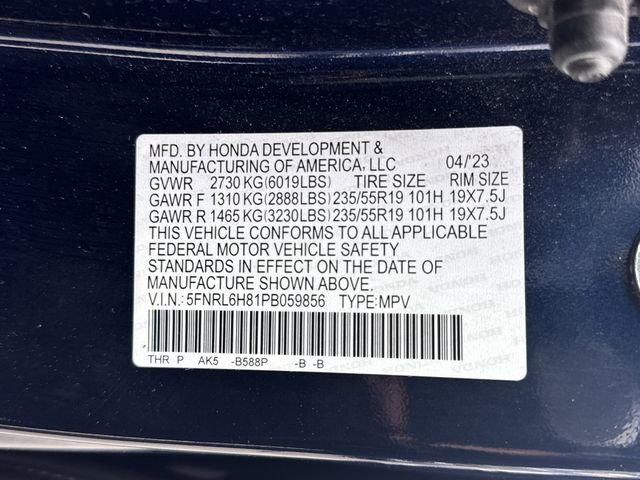 MFD. BY HONDA DEVELOPMENT &
MANUFACTURING OF AMERICA, LLC 04/'23
GVWR 2730 KG(6019LBS) TIRE SIZE RIM SIZE
GAWR F 1310 KG(2888LBS) 235/55R19 101H 19X7.5J
GAWR R 1465 KG(3230LBS) 235/55R19 101H 19X7.5J
THIS VEHICLE CONFORMS TO ALL APPLICABLE
FEDERAL MOTOR VEHICLE SAFETY
STANDARDS IN EFFECT ON THE DATE OF
MANUFACTURE SHOWN ABOVE.
V.I.N.: 5FNRL6H81PB059856 TYPE:MPV
THR P AK5 -B588P -B -B